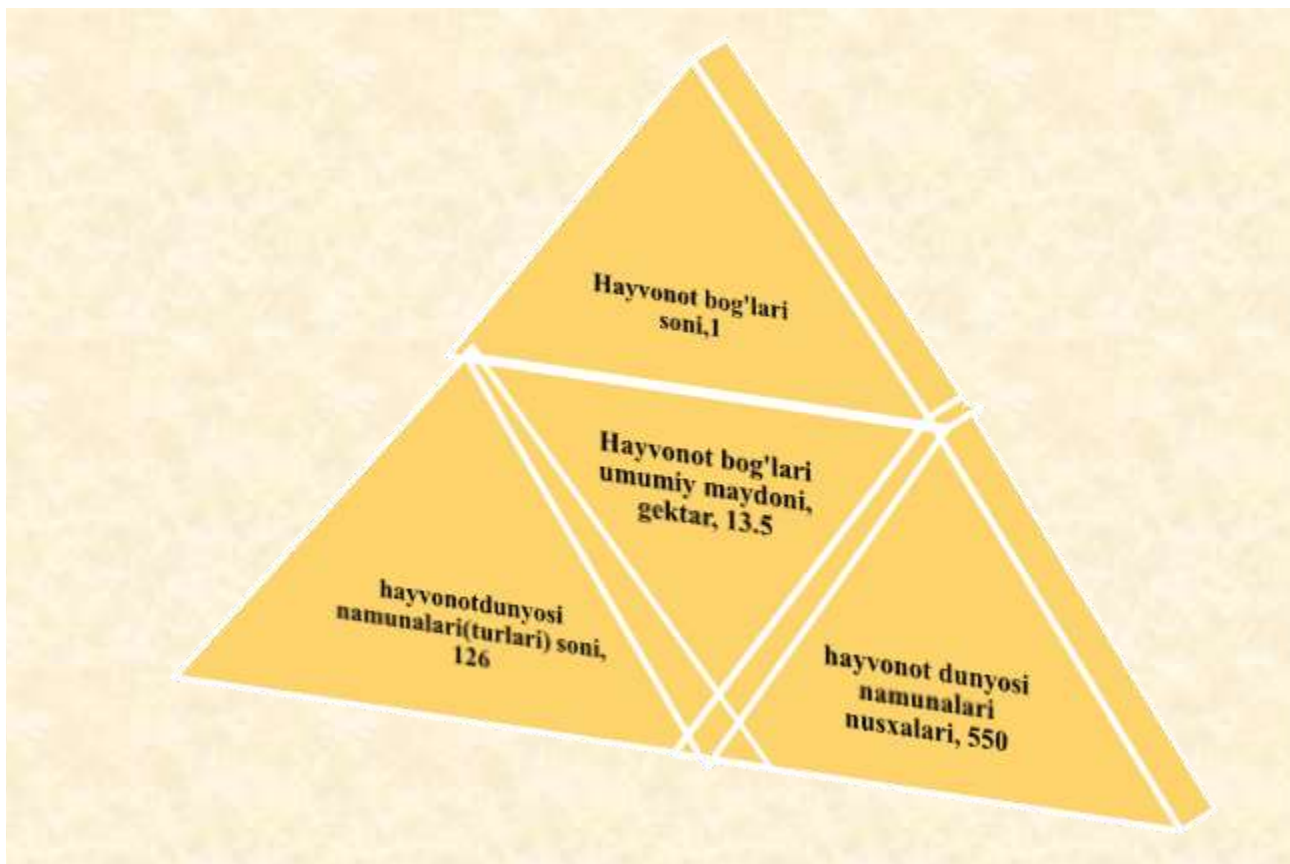 Hayvonot bog'lari
soni,1
Hayvonot bog'lari
umumiy maydoni,
gektar, 13.5
hayvonotdunyosi
namunalari(turlari) soni,
126
hayvonot dunyosi
namunalari
nusxalari, 550